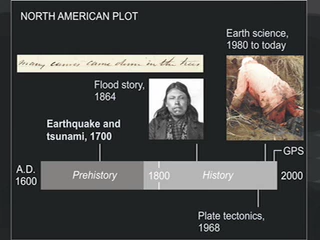 NORTH AMERICAN PLOT
Earth science,
1980 to today
many canoes came down in the trees
Flood story,
1864
Earthquake and
tsunami, 1700
GPS
A.D.
1600
Prehistory
1800
History
2000
Plate tectonics,
1968